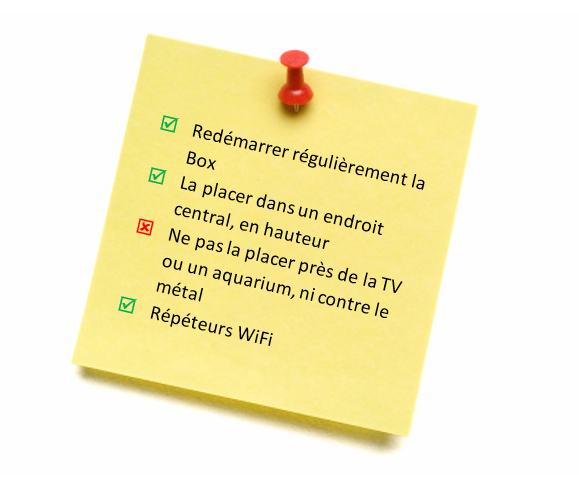 Redémarrer régulièrement la
Box
La placer dans un endroit
central, en hauteur
Ne pas la placer près de la TV
ou un aquarium, ni contre le
métal
Répéteurs WiFi